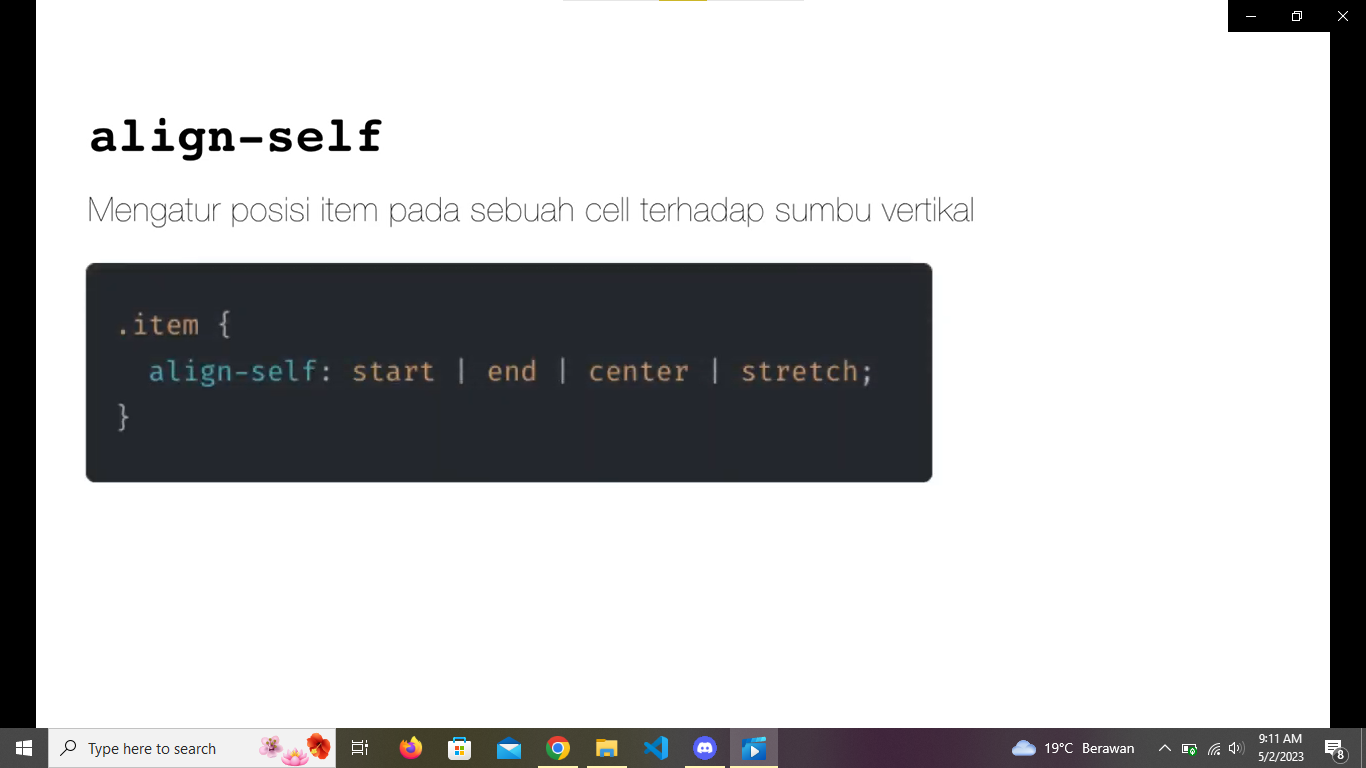 align-self
Mengatur posisi item pada sebuah cell terhadap sumbu vertikal
.item {
  align-self: start | end | center | stretch;
}
Type here to search
19°C Berawan
9:11 AM
5/2/2023
8